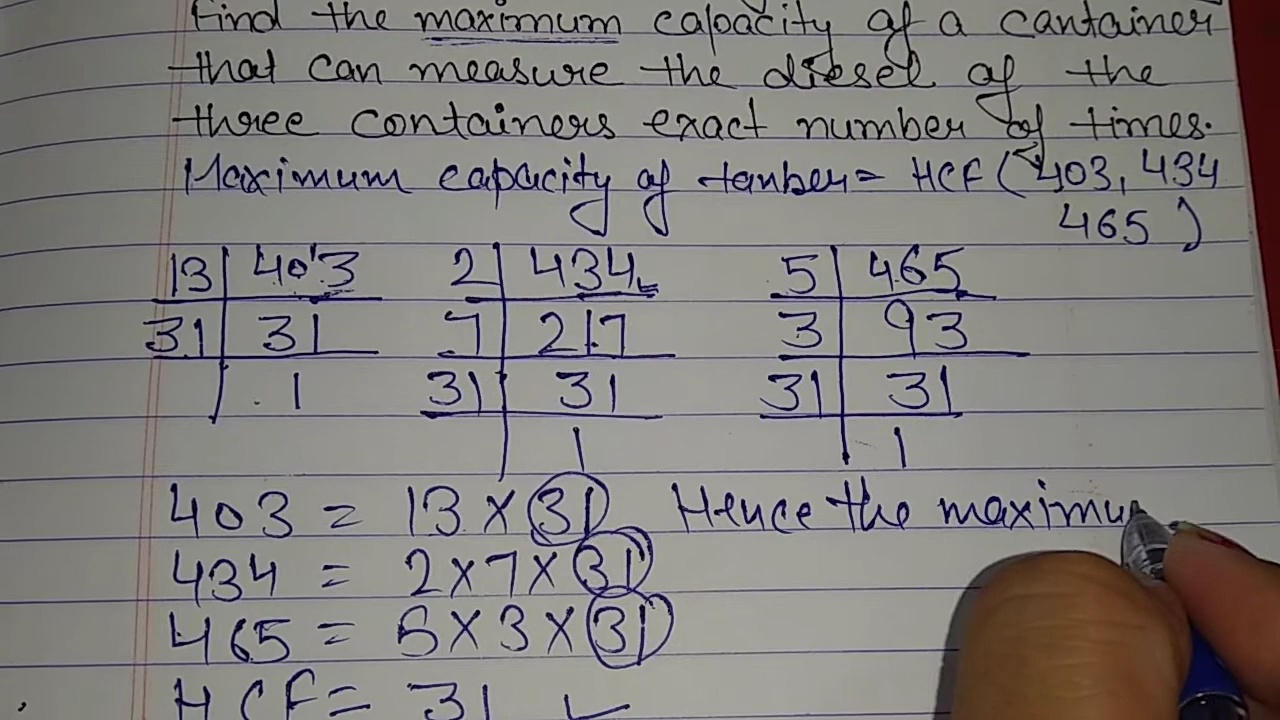 Find the maximum capacity of a cantainer
that can measure the diesel of the
three containers exact number of times.
Maximum capacity of tanber = HCF (403, 434
465)
13 | 403 2 | 434 5 | 465
31 | 31 7 | 217 3 | 93
1 31 | 31 31 | 31
1 1
403 = 13 × 31 Hence the maximum
434 = 2×7×31
465 = 5×3×31
HCF = 31